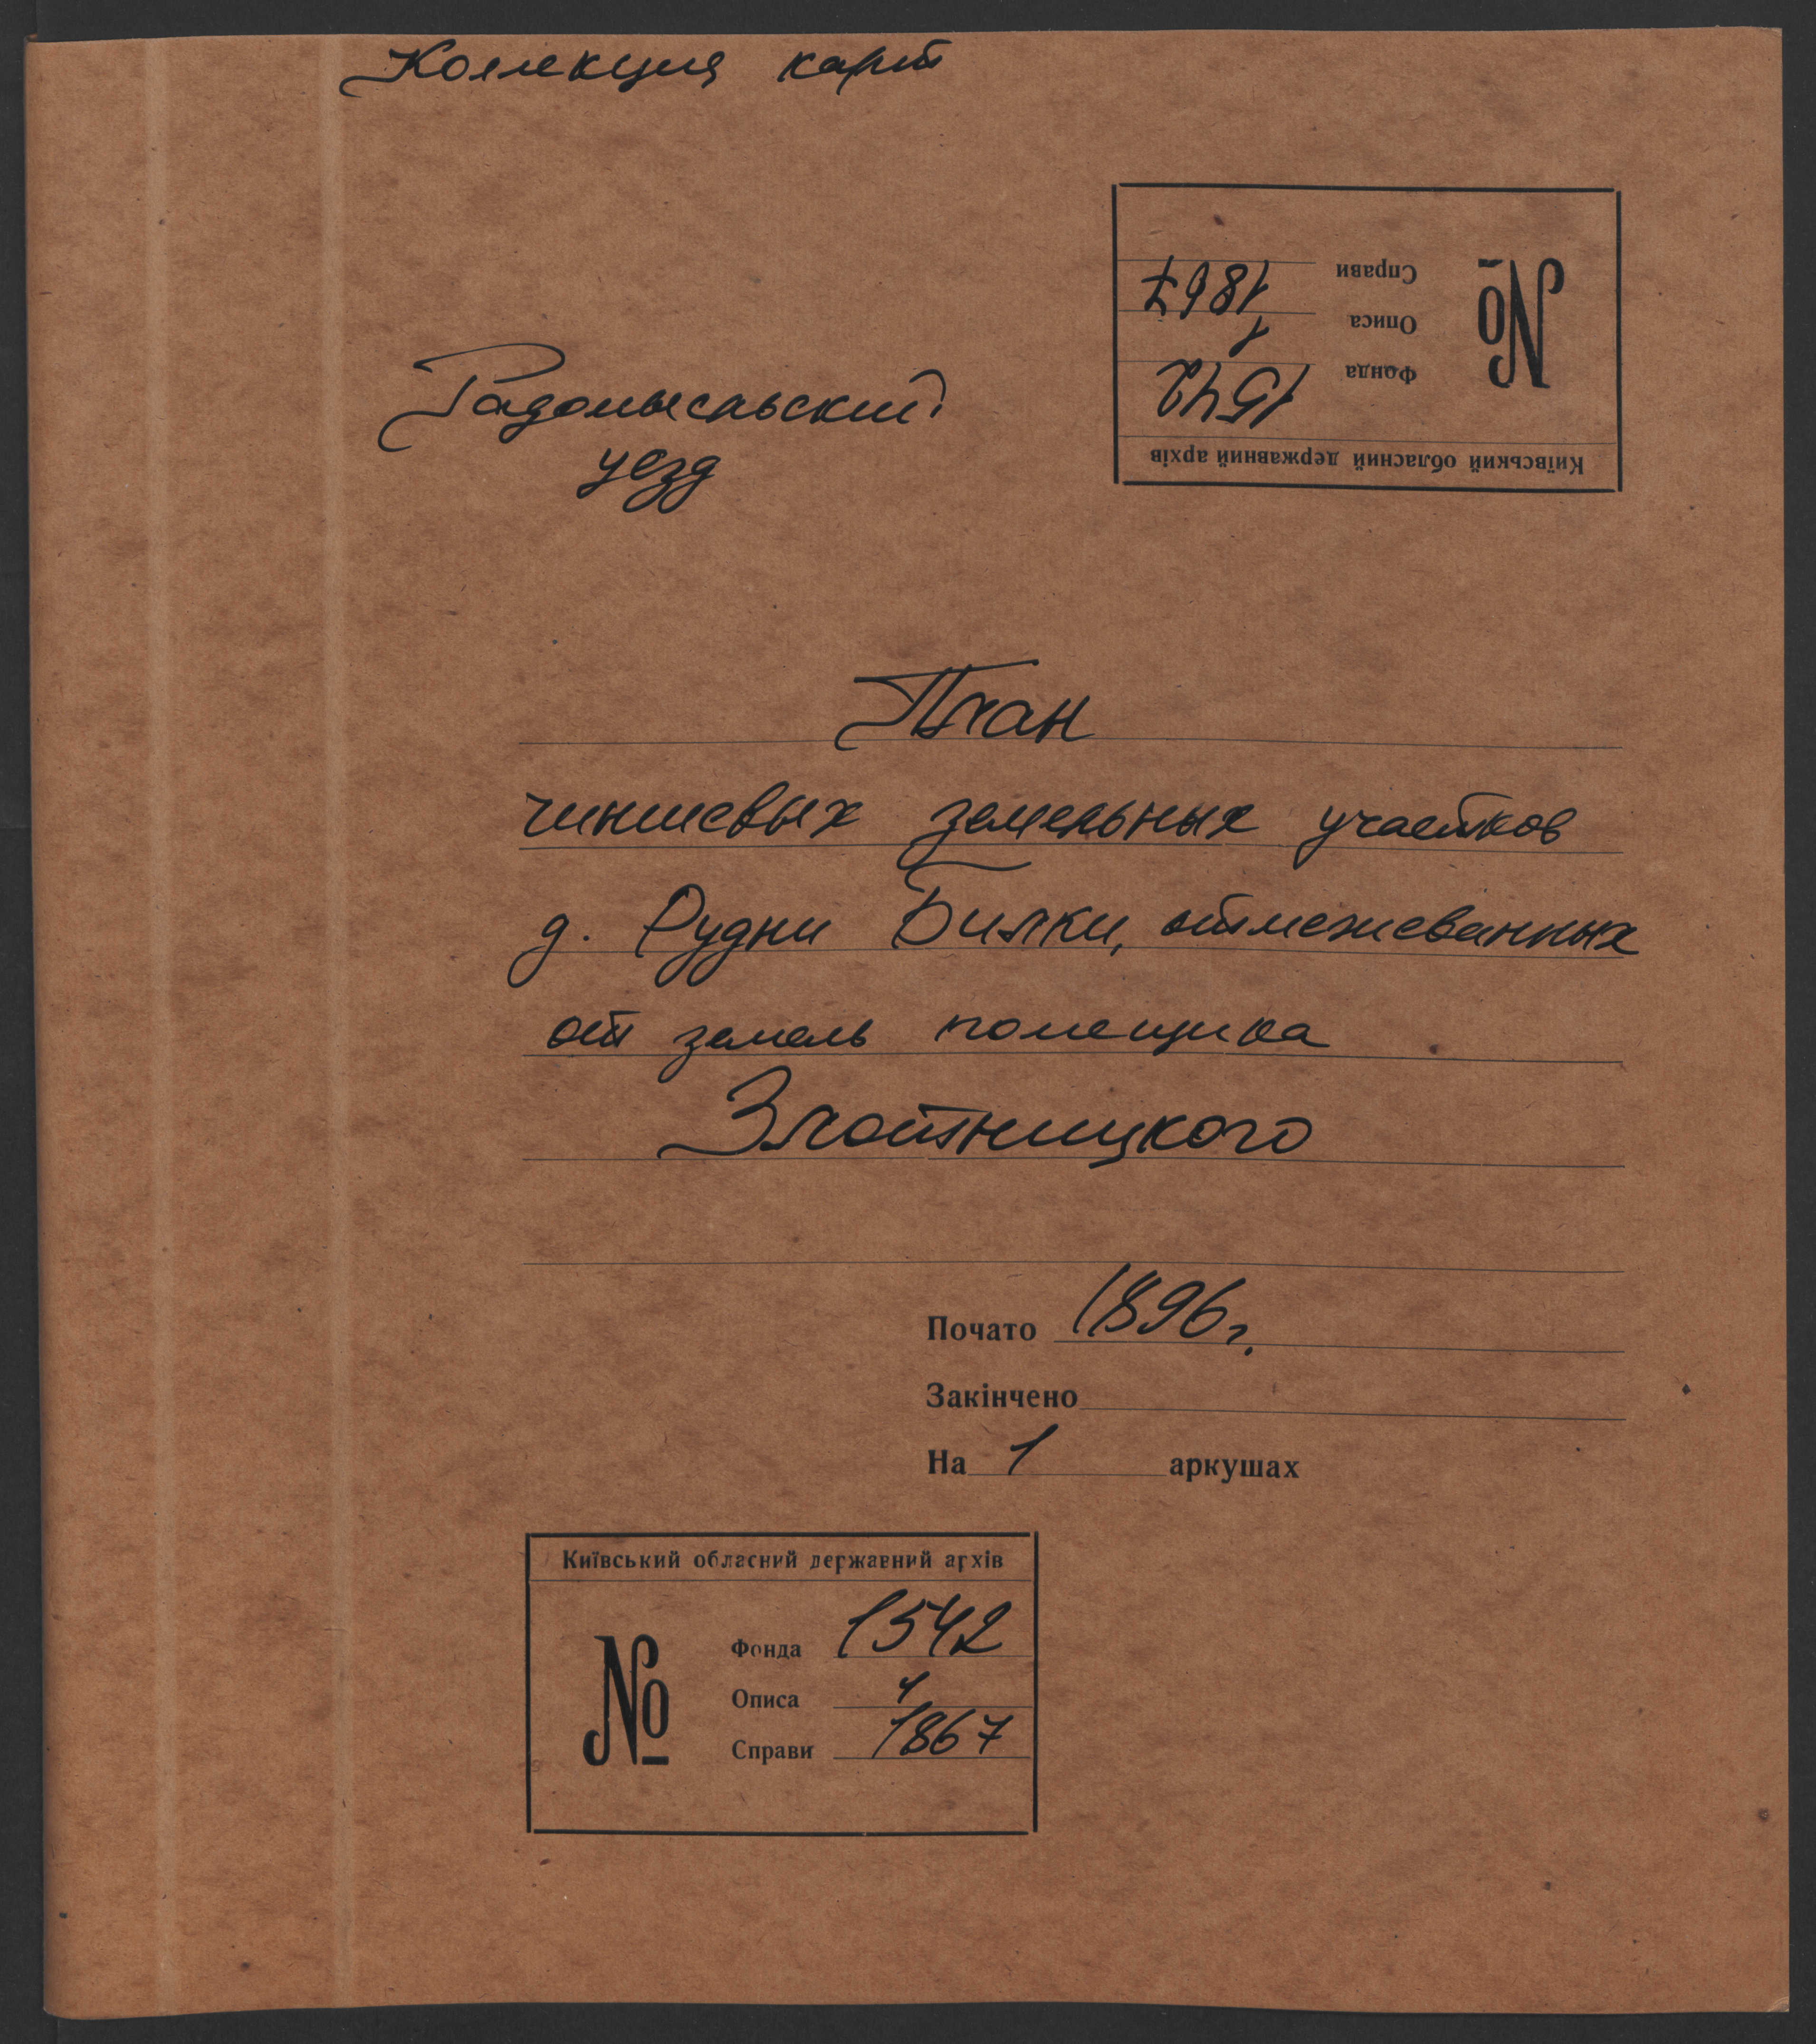 Коллекция карт
Київський обласний державний архів
№
Фонда 1542
Описа 1
Справи 1867
Радомысльский
уезд
План
чиншевых земельных участков
д. Рудни Билки, отмежеванных
от земель помещика
Злотницкого
Почато 1896 г.
Закінчено
На 1 аркушах
Київський обласний державний архів
№
Фонда 1542
Описа 1
Справи 1867